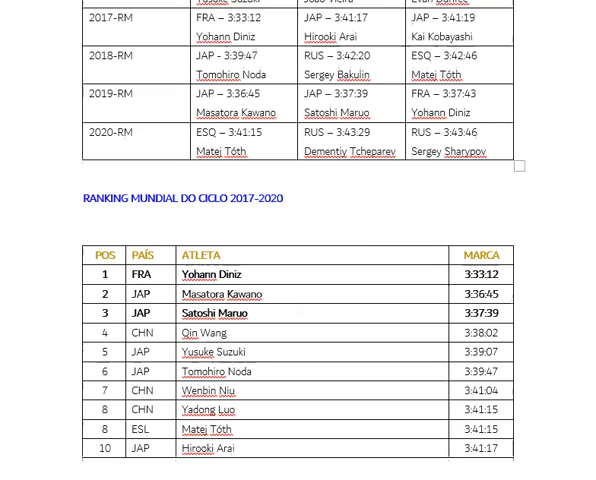 Yusuke Suzuki João Vieira Evan Dunfee
2017-RM FRA – 3:33:12 JAP – 3:41:17 JAP – 3:41:19
Yohann Diniz Hirooki Arai Kai Kobayashi
2018-RM JAP - 3:39:47 RUS – 3:42:20 ESQ – 3:42:46
Tomohiro Noda Sergey Bakulin Matej Tóth
2019-RM JAP – 3:36:45 JAP – 3:37:39 FRA – 3:37:43
Masatora Kawano Satoshi Maruo Yohann Diniz
2020-RM ESQ – 3:41:15 RUS – 3:43:29 RUS – 3:43:46
Matej Tóth Dementiy Tcheparev Sergey Sharypov
RANKING MUNDIAL DO CICLO 2017-2020
POS PAÍS ATLETA MARCA
1 FRA Yohann Diniz 3:33:12
2 JAP Masatora Kawano 3:36:45
3 JAP Satoshi Maruo 3:37:39
4 CHN Qin Wang 3:38:02
5 JAP Yusuke Suzuki 3:39:07
6 JAP Tomohiro Noda 3:39:47
7 CHN Wenbin Niu 3:41:04
8 CHN Yadong Luo 3:41:15
8 ESL Matej Tóth 3:41:15
10 JAP Hirooki Arai 3:41:17